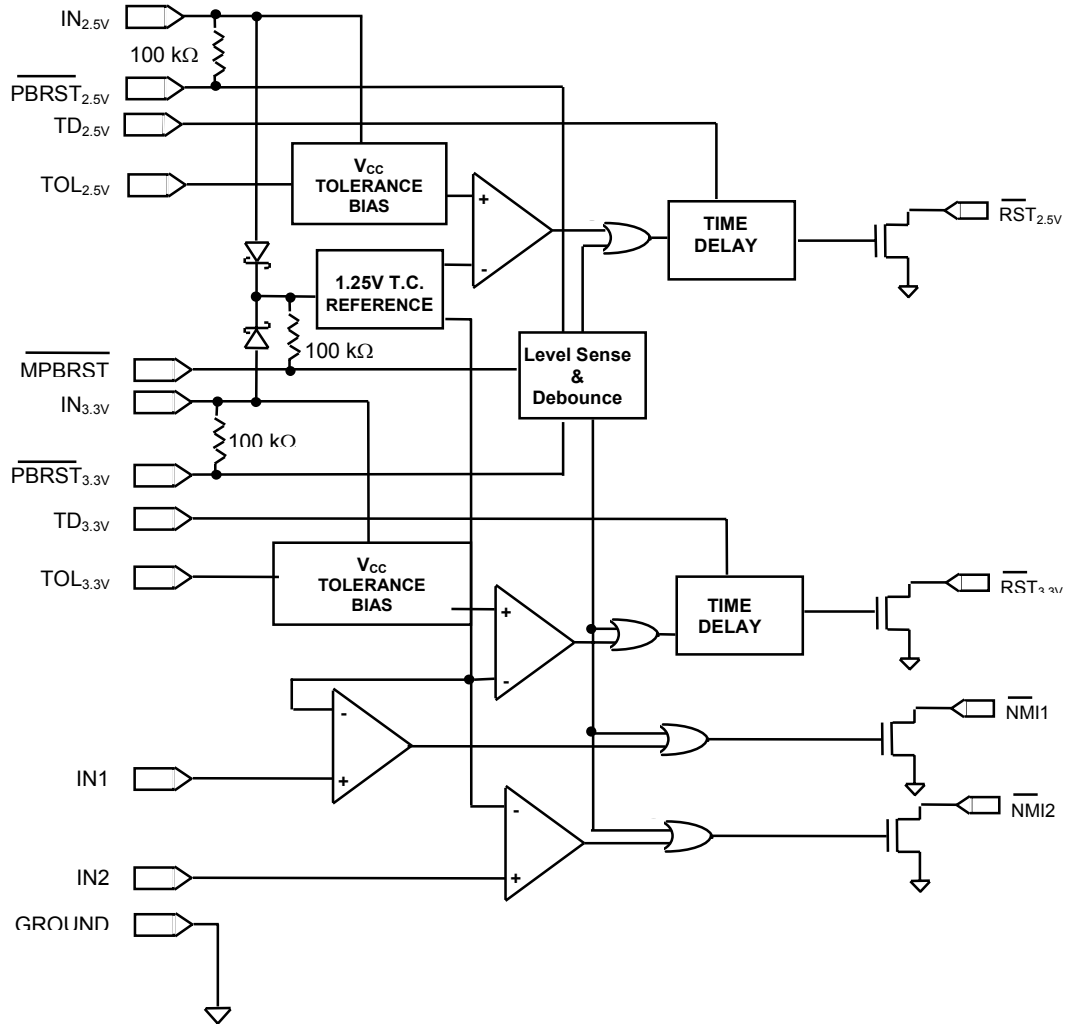 IN2.5V
100 kΩ
PBRST2.5V
TD2.5V
TOL2.5V
VCC
TOLERANCE
BIAS
+
-
TIME
DELAY
RST2.5V
1.25V T.C.
REFERENCE
100 kΩ
MPBRST
Level Sense
&
Debounce
IN3.3V
100 kΩ
PBRST3.3V
TD3.3V
TOL3.3V
VCC
TOLERANCE
BIAS
+
-
TIME
DELAY
RST3.3V
-
+
NMI1
IN1
-
+
NMI2
IN2
GROUND